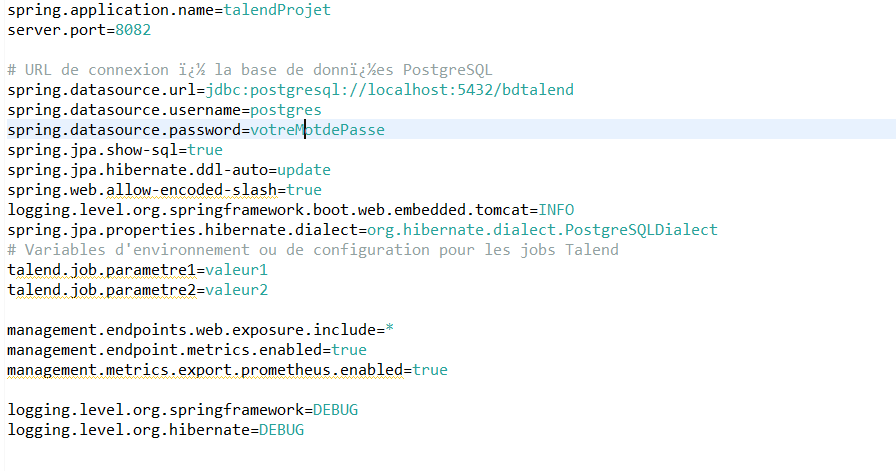 spring.application.name=talendProjet
server.port=8082
# URL de connexion ï¿½ la base de donnï¿½es PostgreSQL
spring.datasource.url=jdbc:postgresql://localhost:5432/bdtalend
spring.datasource.username=postgres
spring.datasource.password=votreMotdePasse
spring.jpa.show-sql=true
spring.jpa.hibernate.ddl-auto=update
spring.web.allow-encoded-slash=true
logging.level.org.springframework.boot.web.embedded.tomcat=INFO
spring.jpa.properties.hibernate.dialect=org.hibernate.dialect.PostgreSQLDialect
# Variables d'environnement ou de configuration pour les jobs Talend
talend.job.parametre1=valeur1
talend.job.parametre2=valeur2
management.endpoints.web.exposure.include=*
management.endpoint.metrics.enabled=true
management.metrics.export.prometheus.enabled=true
logging.level.org.springframework=DEBUG
logging.level.org.hibernate=DEBUG